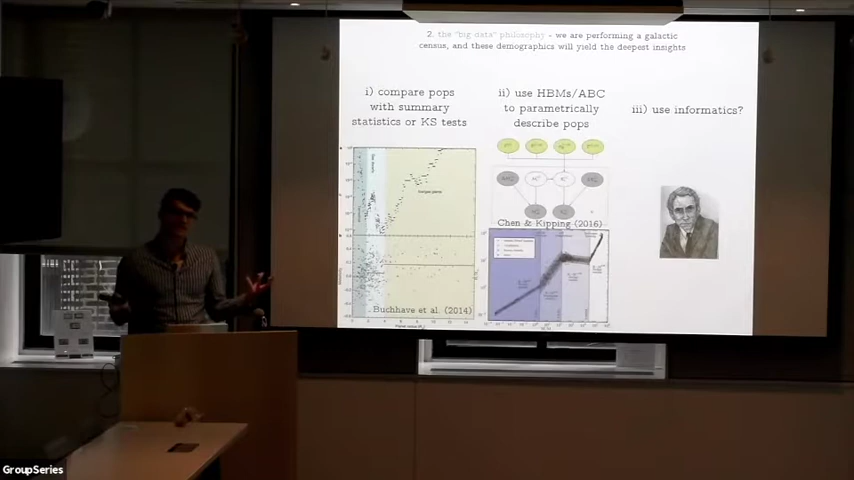 2. the "big data" philosophy - we are performing a galactic
census, and these demographics will yield the deepest insights
i) compare pops
with summary
statistics or KS tests
ii) use HBMs/ABC
to parametrically
describe pops
iii) use informatics?
Chen & Kipping (2016)
Buchhave et al. (2014)
GroupSeries